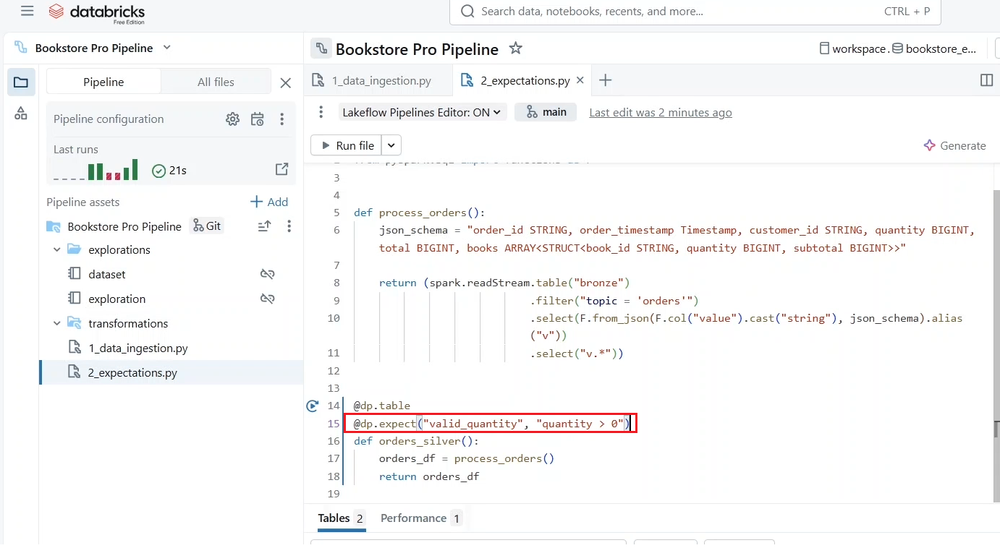 databricks
Free Edition
Search data, notebooks, recents, and more...
CTRL + P
Bookstore Pro Pipeline
Bookstore Pro Pipeline
workspace.
bookstore_e...
Pipeline
All files
1_data_ingestion.py
2_expectations.py
Pipeline configuration
Lakeflow Pipelines Editor: ON
main
Last edit was 2 minutes ago
Last runs
21s
Run file
Generate
Pipeline assets
Add
Bookstore Pro Pipeline
Git
explorations
dataset
exploration
transformations
1_data_ingestion.py
2_expectations.py
3
4
5 def process_orders():
6 json_schema = "order_id STRING, order_timestamp Timestamp, customer_id STRING, quantity BIGINT,
total BIGINT, books ARRAY<STRUCT<book_id STRING, quantity BIGINT, subtotal BIGINT>>"
7
8 return (spark.readStream.table("bronze")
9 .filter("topic = 'orders'")
10 .select(F.from_json(F.col("value").cast("string"), json_schema).alias
("v"))
11 .select("v.*"))
12
13
14 @dp.table
15 @dp.expect("valid_quantity", "quantity > 0")
16 def orders_silver():
17 orders_df = process_orders()
18 return orders_df
19
Tables 2
Performance 1